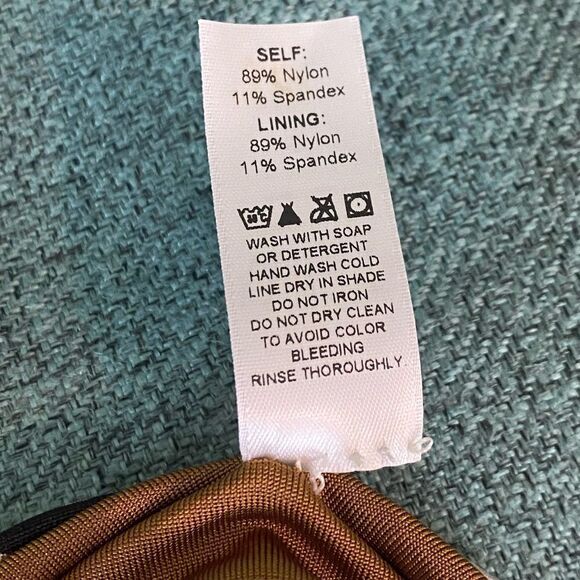 SELF:
89% Nylon
11% Spandex
LINING:
89% Nylon
11% Spandex
WASH WITH SOAP
OR DETERGENT
HAND WASH COLD
LINE DRY IN SHADE
DO NOT IRON
DO NOT DRY CLEAN
TO AVOID COLOR
BLEEDING
RINSE THOROUGHLY.